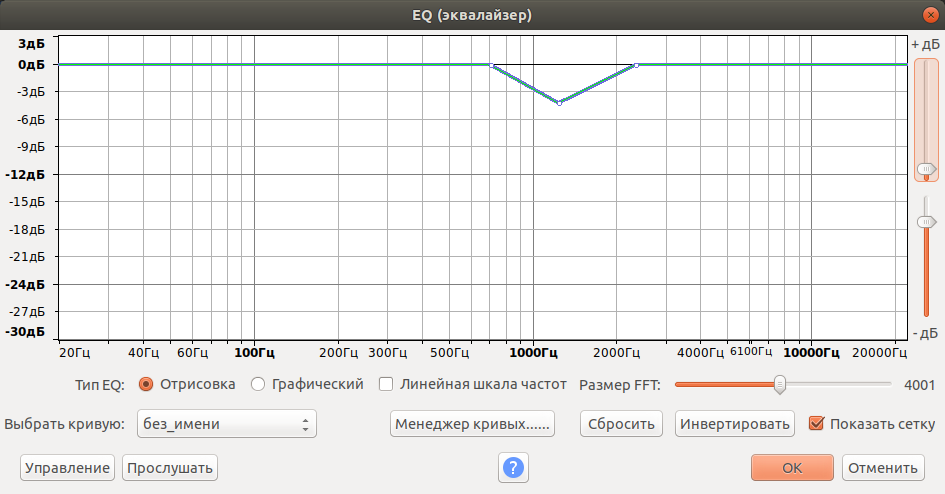 EQ (эквалайзер)
3дБ
0дБ
-3дБ
-6дБ
-9дБ
-12дБ
-15дБ
-18дБ
-21дБ
-24дБ
-27дБ
-30дБ
+ дБ
- дБ
20Гц 40Гц 60Гц 100Гц 200Гц 300Гц 500Гц 1000Гц 2000Гц 4000Гц 6100Гц 10000Гц 20000Гц
Тип EQ: Отрисовка Графический Линейная шкала частот Размер FFT: 4001
Выбрать кривую: без_имени Менеджер кривых...... Сбросить Инвертировать Показать сетку
Управление Прослушать ? OK Отменить